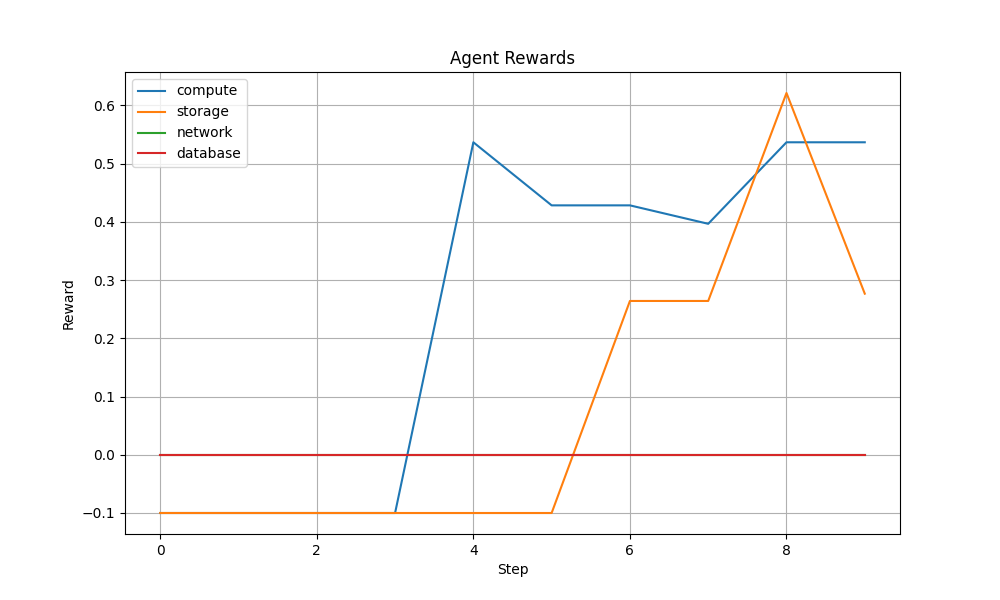 Agent Rewards
compute
storage
network
database
Reward
0.6
0.5
0.4
0.3
0.2
0.1
0.0
−0.1
0 2 4 6 8
Step